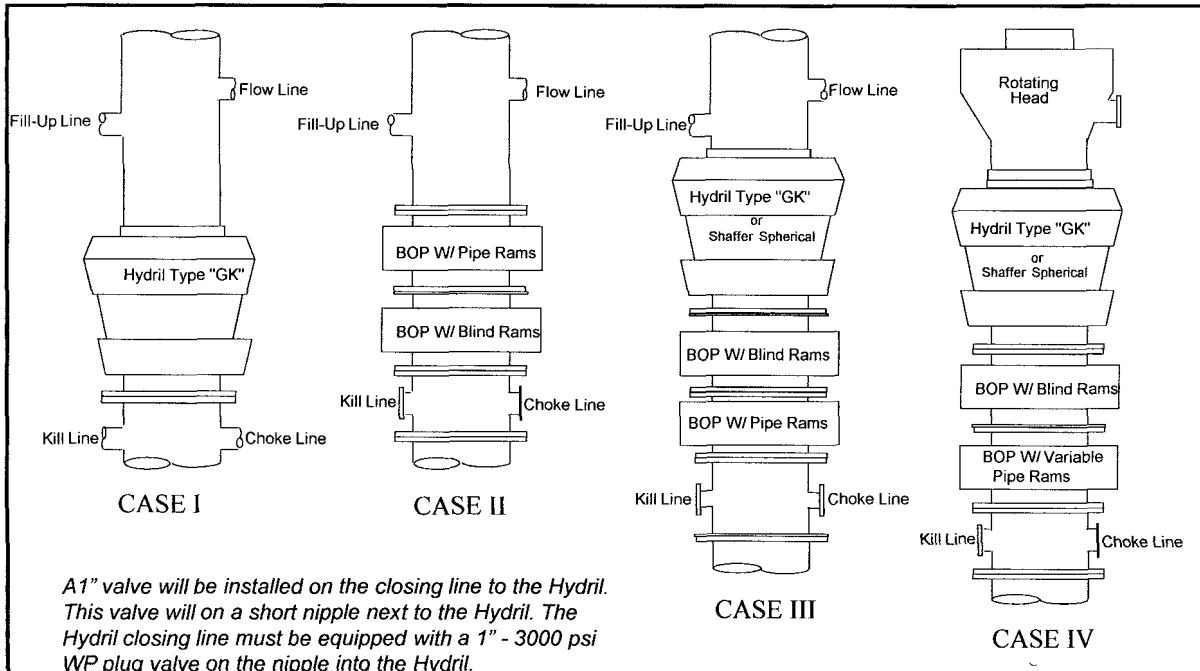 Flow Line
Fill-Up Line
Hydril Type "GK"
Kill Line
Choke Line
CASE I
Flow Line
Fill-Up Line
BOP W/ Pipe Rams
BOP W/ Blind Rams
Kill Line
Choke Line
CASE II
Flow Line
Fill-Up Line
Hydril Type "GK"
or
Shaffer Spherical
BOP W/ Blind Rams
BOP W/ Pipe Rams
Kill Line
Choke Line
CASE III
Rotating
Head
Hydril Type "GK"
or
Shaffer Spherical
BOP W/ Blind Rams
BOP W/ Variable
Pipe Rams
Kill Line
Choke Line
CASE IV
A1" valve will be installed on the closing line to the Hydril.
This valve will on a short nipple next to the Hydril. The
Hydril closing line must be equipped with a 1" - 3000 psi
WP plug valve on the nipple into the Hydril.